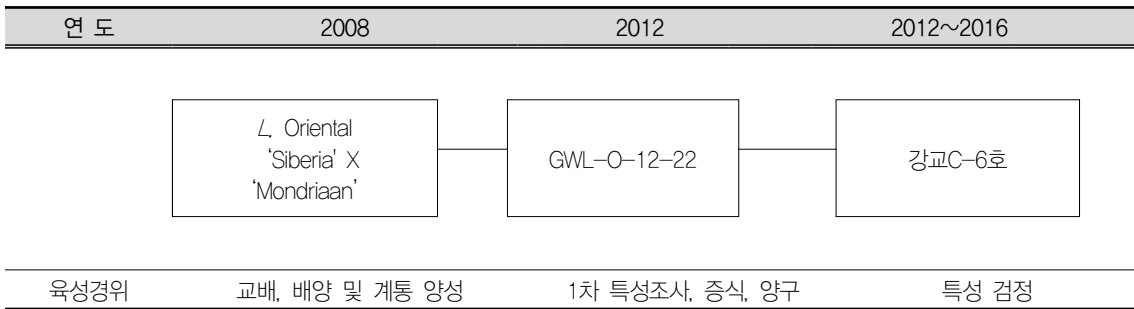 연 도 2008 2012 2012~2016
L. Oriental
‘Siberia' X
‘Mondriaan’
GWL-O-12-22
강교C-6호
육성경위 교배, 배양 및 계통 양성 1차 특성조사, 증식, 양구 특성 검정